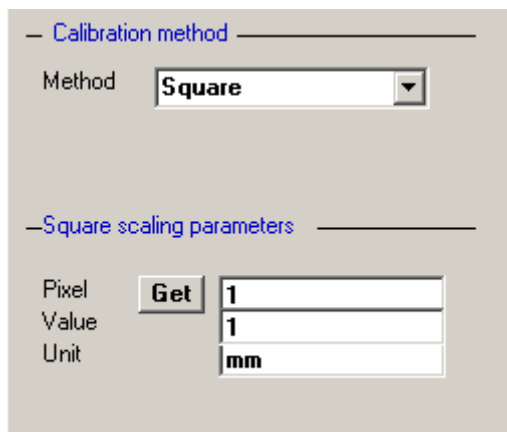 Calibration method
Method Square
Square scaling parameters
Pixel Get 1
Value 1
Unit mm